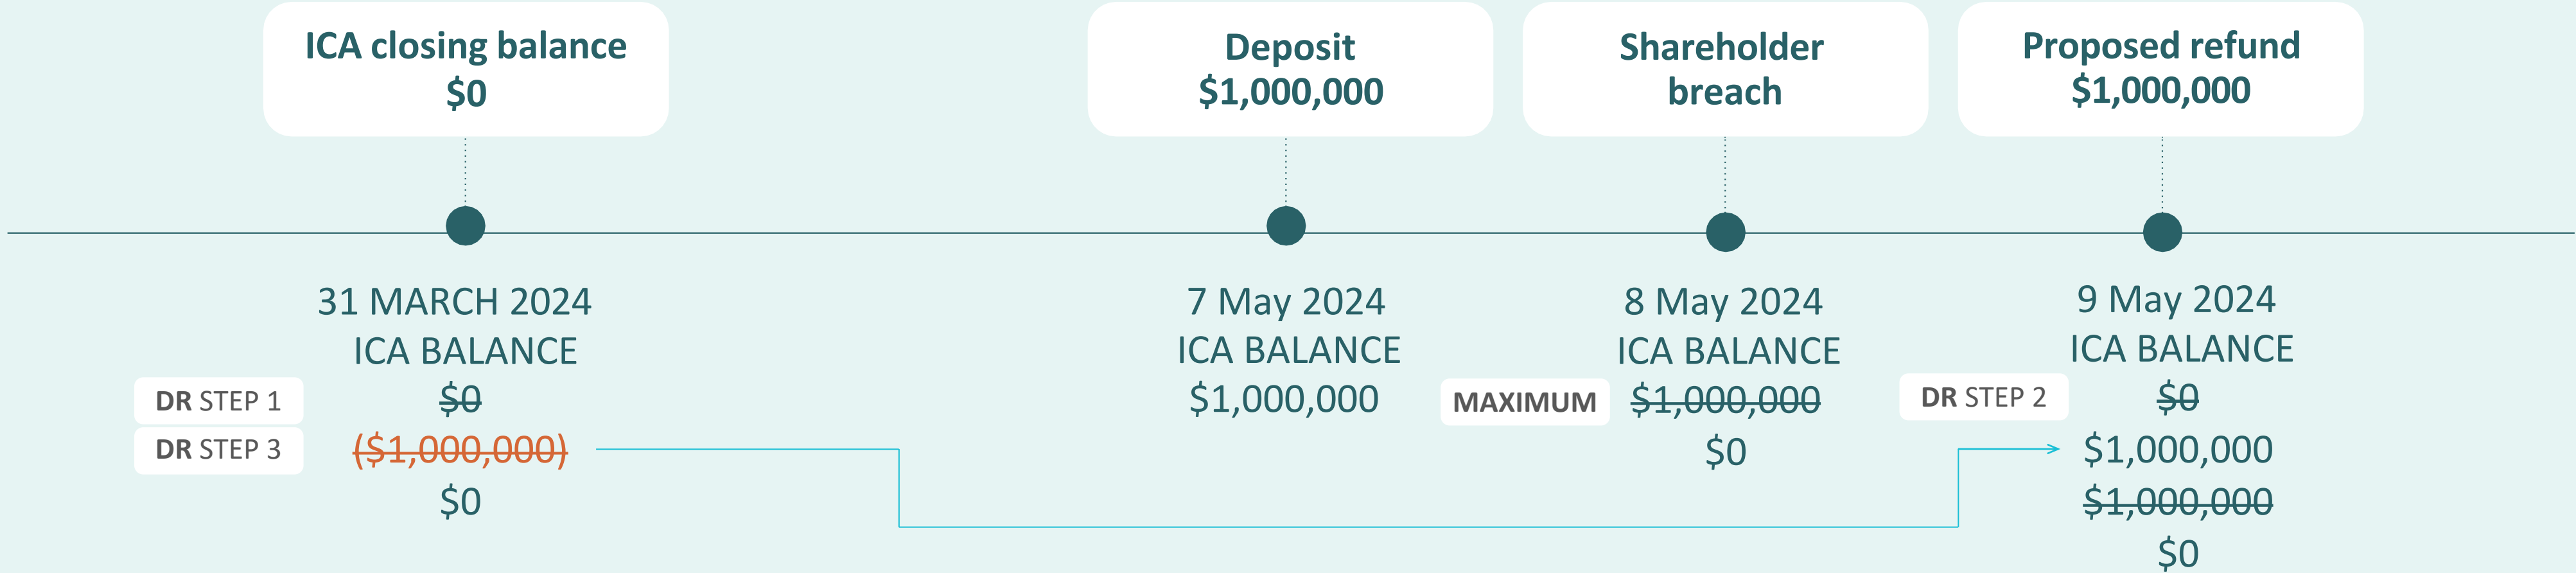 ICA closing balance
$0
Deposit
$1,000,000
Shareholder
breach
Proposed refund
$1,000,000
31 MARCH 2024
ICA BALANCE
DR STEP 1
$0
DR STEP 3
($1,000,000)
$0
7 May 2024
ICA BALANCE
$1,000,000
8 May 2024
ICA BALANCE
MAXIMUM
$1,000,000
$0
9 May 2024
ICA BALANCE
DR STEP 2
$0
$1,000,000
$1,000,000
$0